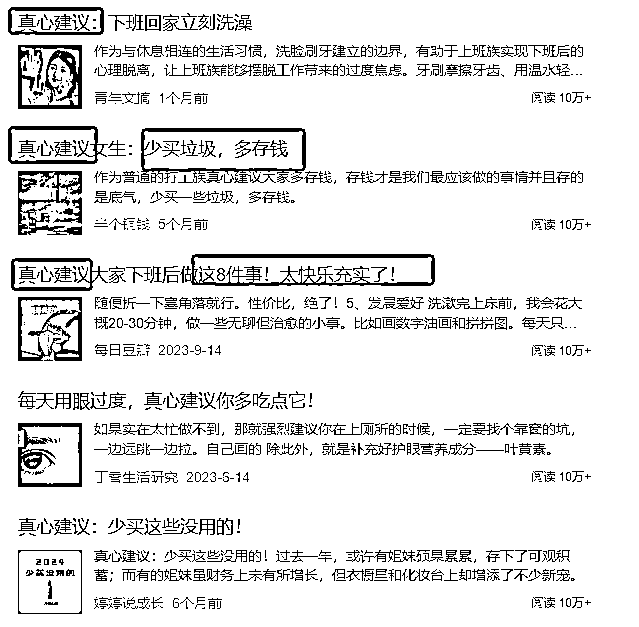 真心建议：下班回家立刻洗澡
作为与休息相连的生活习惯，洗脸刷牙建立的边界，有助于上班族实现下班后的
心理脱离，让上班族能够摆脱工作带来的过度焦虑。牙刷摩擦牙齿、用温水轻...
青年文摘 1个月前
阅读 10万+
真心建议女生：少买垃圾，多存钱
作为普通的打工族真心建议大家多存钱，存钱才是我们最应该做的事情并且存的
是底气，少买一些垃圾，多存钱。
5个月前
阅读 10万+
真心建议大家下班后做这8件事！太快乐充实了！
随便拆一下塞角落就行。性价比，绝了！5、发展爱好 洗漱完上床前，我会花大
概20-30分钟，做一些无聊但治愈的小事。比如画数字油画和拼拼图。每天只...
每日豆瓣 2023-9-14
阅读 10万+
每天用眼过度，真心建议你多吃点它！
如果实在太忙做不到，那就强烈建议你在上厕所的时候，一定要找个靠窗的坑，
一边远眺一边拉。自己画的 除此外，就是补充好护眼营养成分——叶黄素。
丁香生活研究 2023-6-14
阅读 10万+
真心建议：少买这些没用的！
2024
少买没用的
真心建议：少买这些没用的！过去一年，或许有姐妹硕果累累，存下了可观积
蓄；而有的姐妹虽财务上未有所增长，但衣橱里和化妆台上却增添了不少新宠。
婷婷说成长 6个月前
阅读 10万+